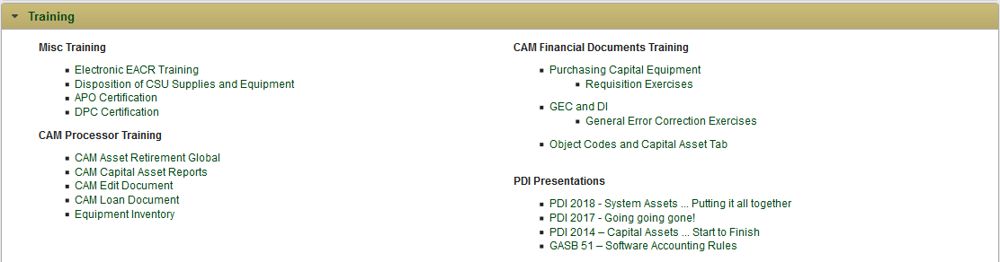 Training
Misc Training
Electronic EACR Training
Disposition of CSU Supplies and Equipment
APO Certification
DPC Certification
CAM Processor Training
CAM Asset Retirement Global
CAM Capital Asset Reports
CAM Edit Document
CAM Loan Document
Equipment Inventory
CAM Financial Documents Training
Purchasing Capital Equipment
Requisition Exercises
GEC and DI
General Error Correction Exercises
Object Codes and Capital Asset Tab
PDI Presentations
PDI 2018 - System Assets ... Putting it all together
PDI 2017 - Going going gone!
PDI 2014 – Capital Assets ... Start to Finish
GASB 51 – Software Accounting Rules